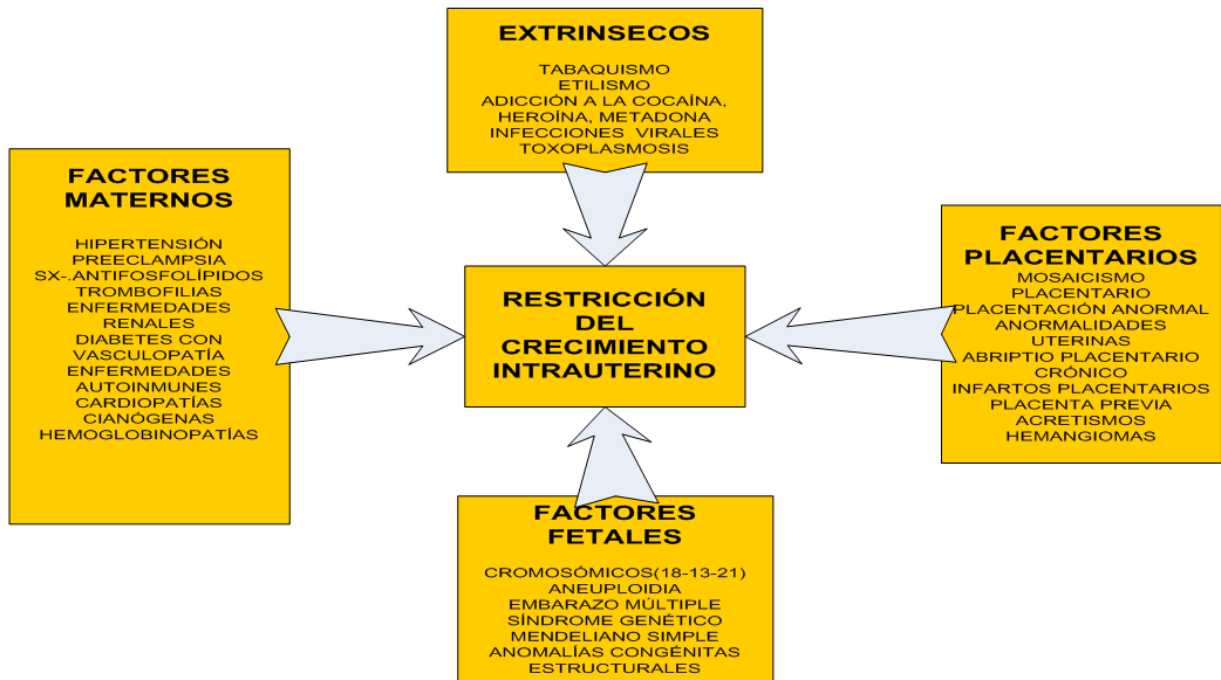 EXTRINSECOS
TABAQUISMO
ETILISMO
ADICCIÓN A LA COCAÍNA,
HEROÍNA, METADONA
INFECCIONES VIRALES
TOXOPLASMOSIS
FACTORES
MATERNOS
HIPERTENSIÓN
PREECLAMPSIA
SX-.ANTIFOSFOLÍPIDOS
TROMBOFILIAS
ENFERMEDADES
RENALES
DIABETES CON
VASCULOPATÍA
ENFERMEDADES
AUTOINMUNES
CARDIOPATÍAS
CIANÓGENAS
HEMOGLOBINOPATÍAS
RESTRICCIÓN
DEL
CRECIMIENTO
INTRAUTERINO
FACTORES
PLACENTARIOS
MOSAICISMO
PLACENTARIO
PLACENTACIÓN ANORMAL
ANORMALIDADES
UTERINAS
ABRIPTIO PLACENTARIO
CRÓNICO
INFARTOS PLACENTARIOS
PLACENTA PREVIA
ACRETISMOS
HEMANGIOMAS
FACTORES
FETALES
CROMOSÓMICOS(18-13-21)
ANEUPLOIDIA
EMBARAZO MÚLTIPLE
SÍNDROME GENÉTICO
MENDELIANO SIMPLE
ANOMALÍAS CONGÉNITAS
ESTRUCTURALES